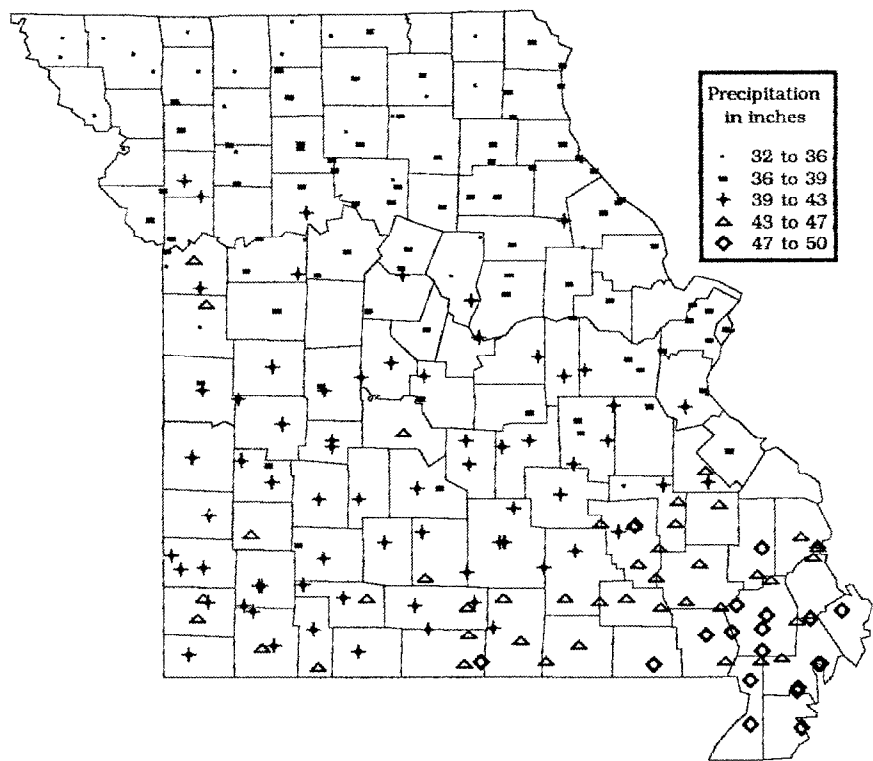 Precipitation
in inches
32 to 36
36 to 39
39 to 43
43 to 47
47 to 50